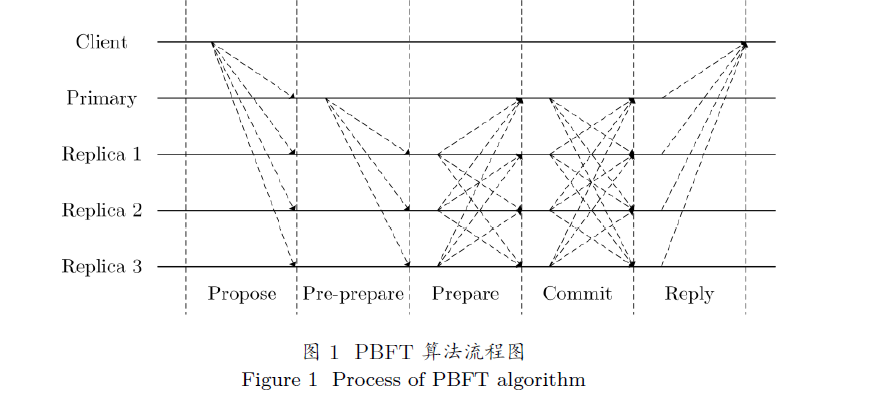 Client
Primary
Replica 1
Replica 2
Replica 3
Propose Pre-prepare Prepare Commit Reply
图 1 PBFT 算法流程图
Figure 1 Process of PBFT algorithm